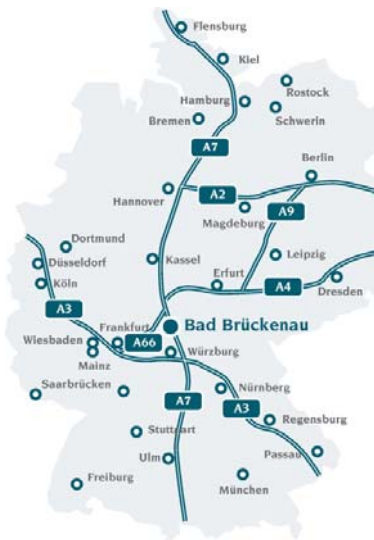 Flensburg
Kiel
Rostock
Hamburg
Schwerin
Bremen
A7
Berlin
Hannover
A2
A9
Magdeburg
Dortmund
Düsseldorf
Kassel
Leipzig
Köln
Erfurt
A4
Dresden
A3
Wiesbaden
Frankfurt
A66
Bad Brückenau
Mainz
Würzburg
Saarbrücken
Nürnberg
A7
A3
Regensburg
Stuttgart
Ulm
Passau
Freiburg
München